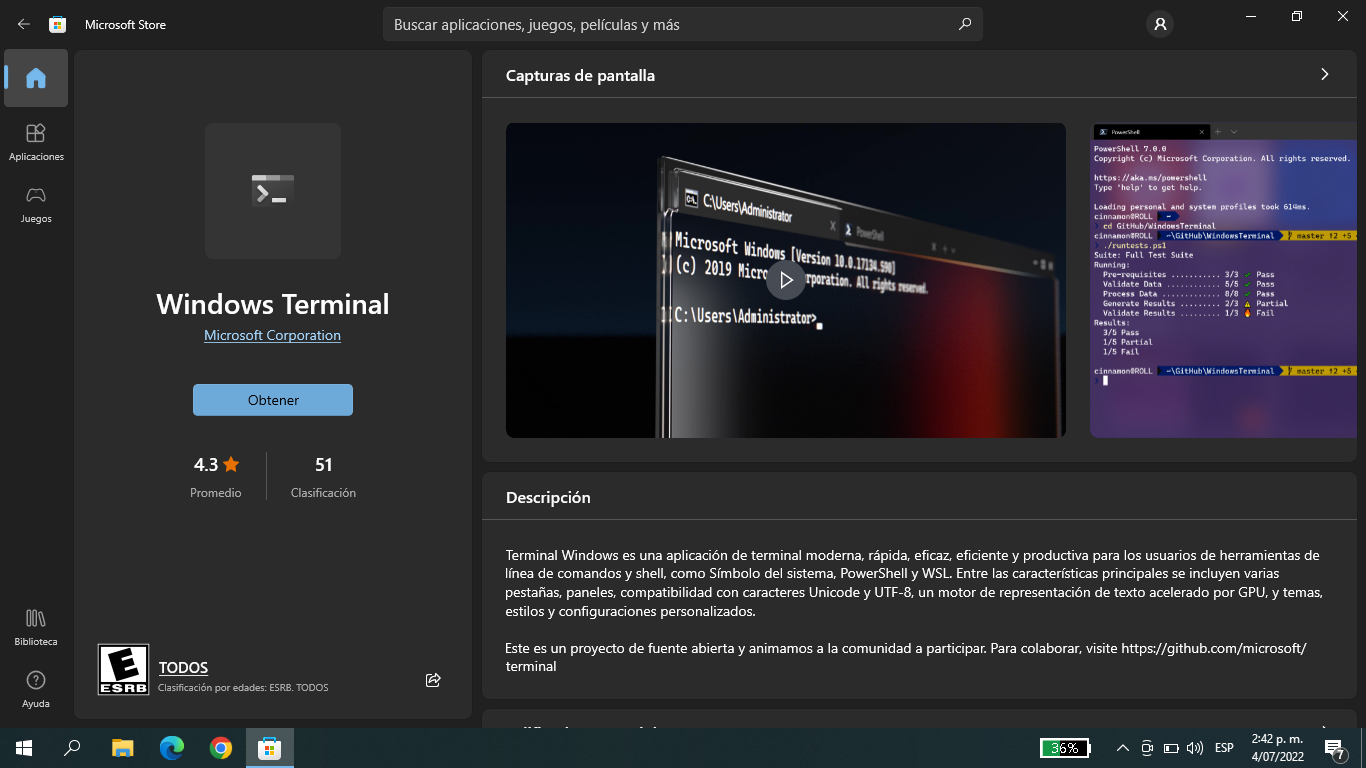 Microsoft Store
Buscar aplicaciones, juegos, películas y más
Aplicaciones
Juegos
Biblioteca
Ayuda
Windows Terminal
Microsoft Corporation
Obtener
4.3
Promedio
51
Clasificación
E
ESRB
TODOS
Clasificación por edades: ESRB. TODOS
Capturas de pantalla
C:\Users\Administrator
PowerShell
Microsoft Windows [Version 10.0.17134.590]
(c) 2019 Microsoft Corporation. All rights reserved.
C:\Users\Administrator>
PowerShell
PowerShell 7.0.0
Copyright (c) Microsoft Corporation. All rights reserved.
https://aka.ms/powershell
Type 'help' to get help.
Loading personal and system profiles took 614ms.
cinnamon@ROLL ~
cd GitHub/WindowsTerminal
cinnamon@ROLL ~\GitHub\WindowsTerminal master ↑2 +5
./runtests.ps1
Suite: Full Test Suite
Running:
Pre-requisites ........... 3/3 ✓ Pass
Validate Data ............ 5/5 ✓ Pass
Process Data ............. 8/8 ✓ Pass
Generate Results ......... 2/3 ⚠ Partial
Validate Results ......... 1/3 🔥 Fail
Results:
3/5 Pass
1/5 Partial
1/5 Fail
cinnamon@ROLL ~\GitHub\WindowsTerminal master ↑2 +5
Descripción
Terminal Windows es una aplicación de terminal moderna, rápida, eficaz, eficiente y productiva para los usuarios de herramientas de
línea de comandos y shell, como Símbolo del sistema, PowerShell y WSL. Entre las características principales se incluyen varias
pestañas, paneles, compatibilidad con caracteres Unicode y UTF-8, un motor de representación de texto acelerado por GPU, y temas,
estilos y configuraciones personalizados.
Este es un proyecto de fuente abierta y animamos a la comunidad a participar. Para colaborar, visite https://github.com/microsoft/
terminal
36%
ESP
2:42 p. m.
4/07/2022
7